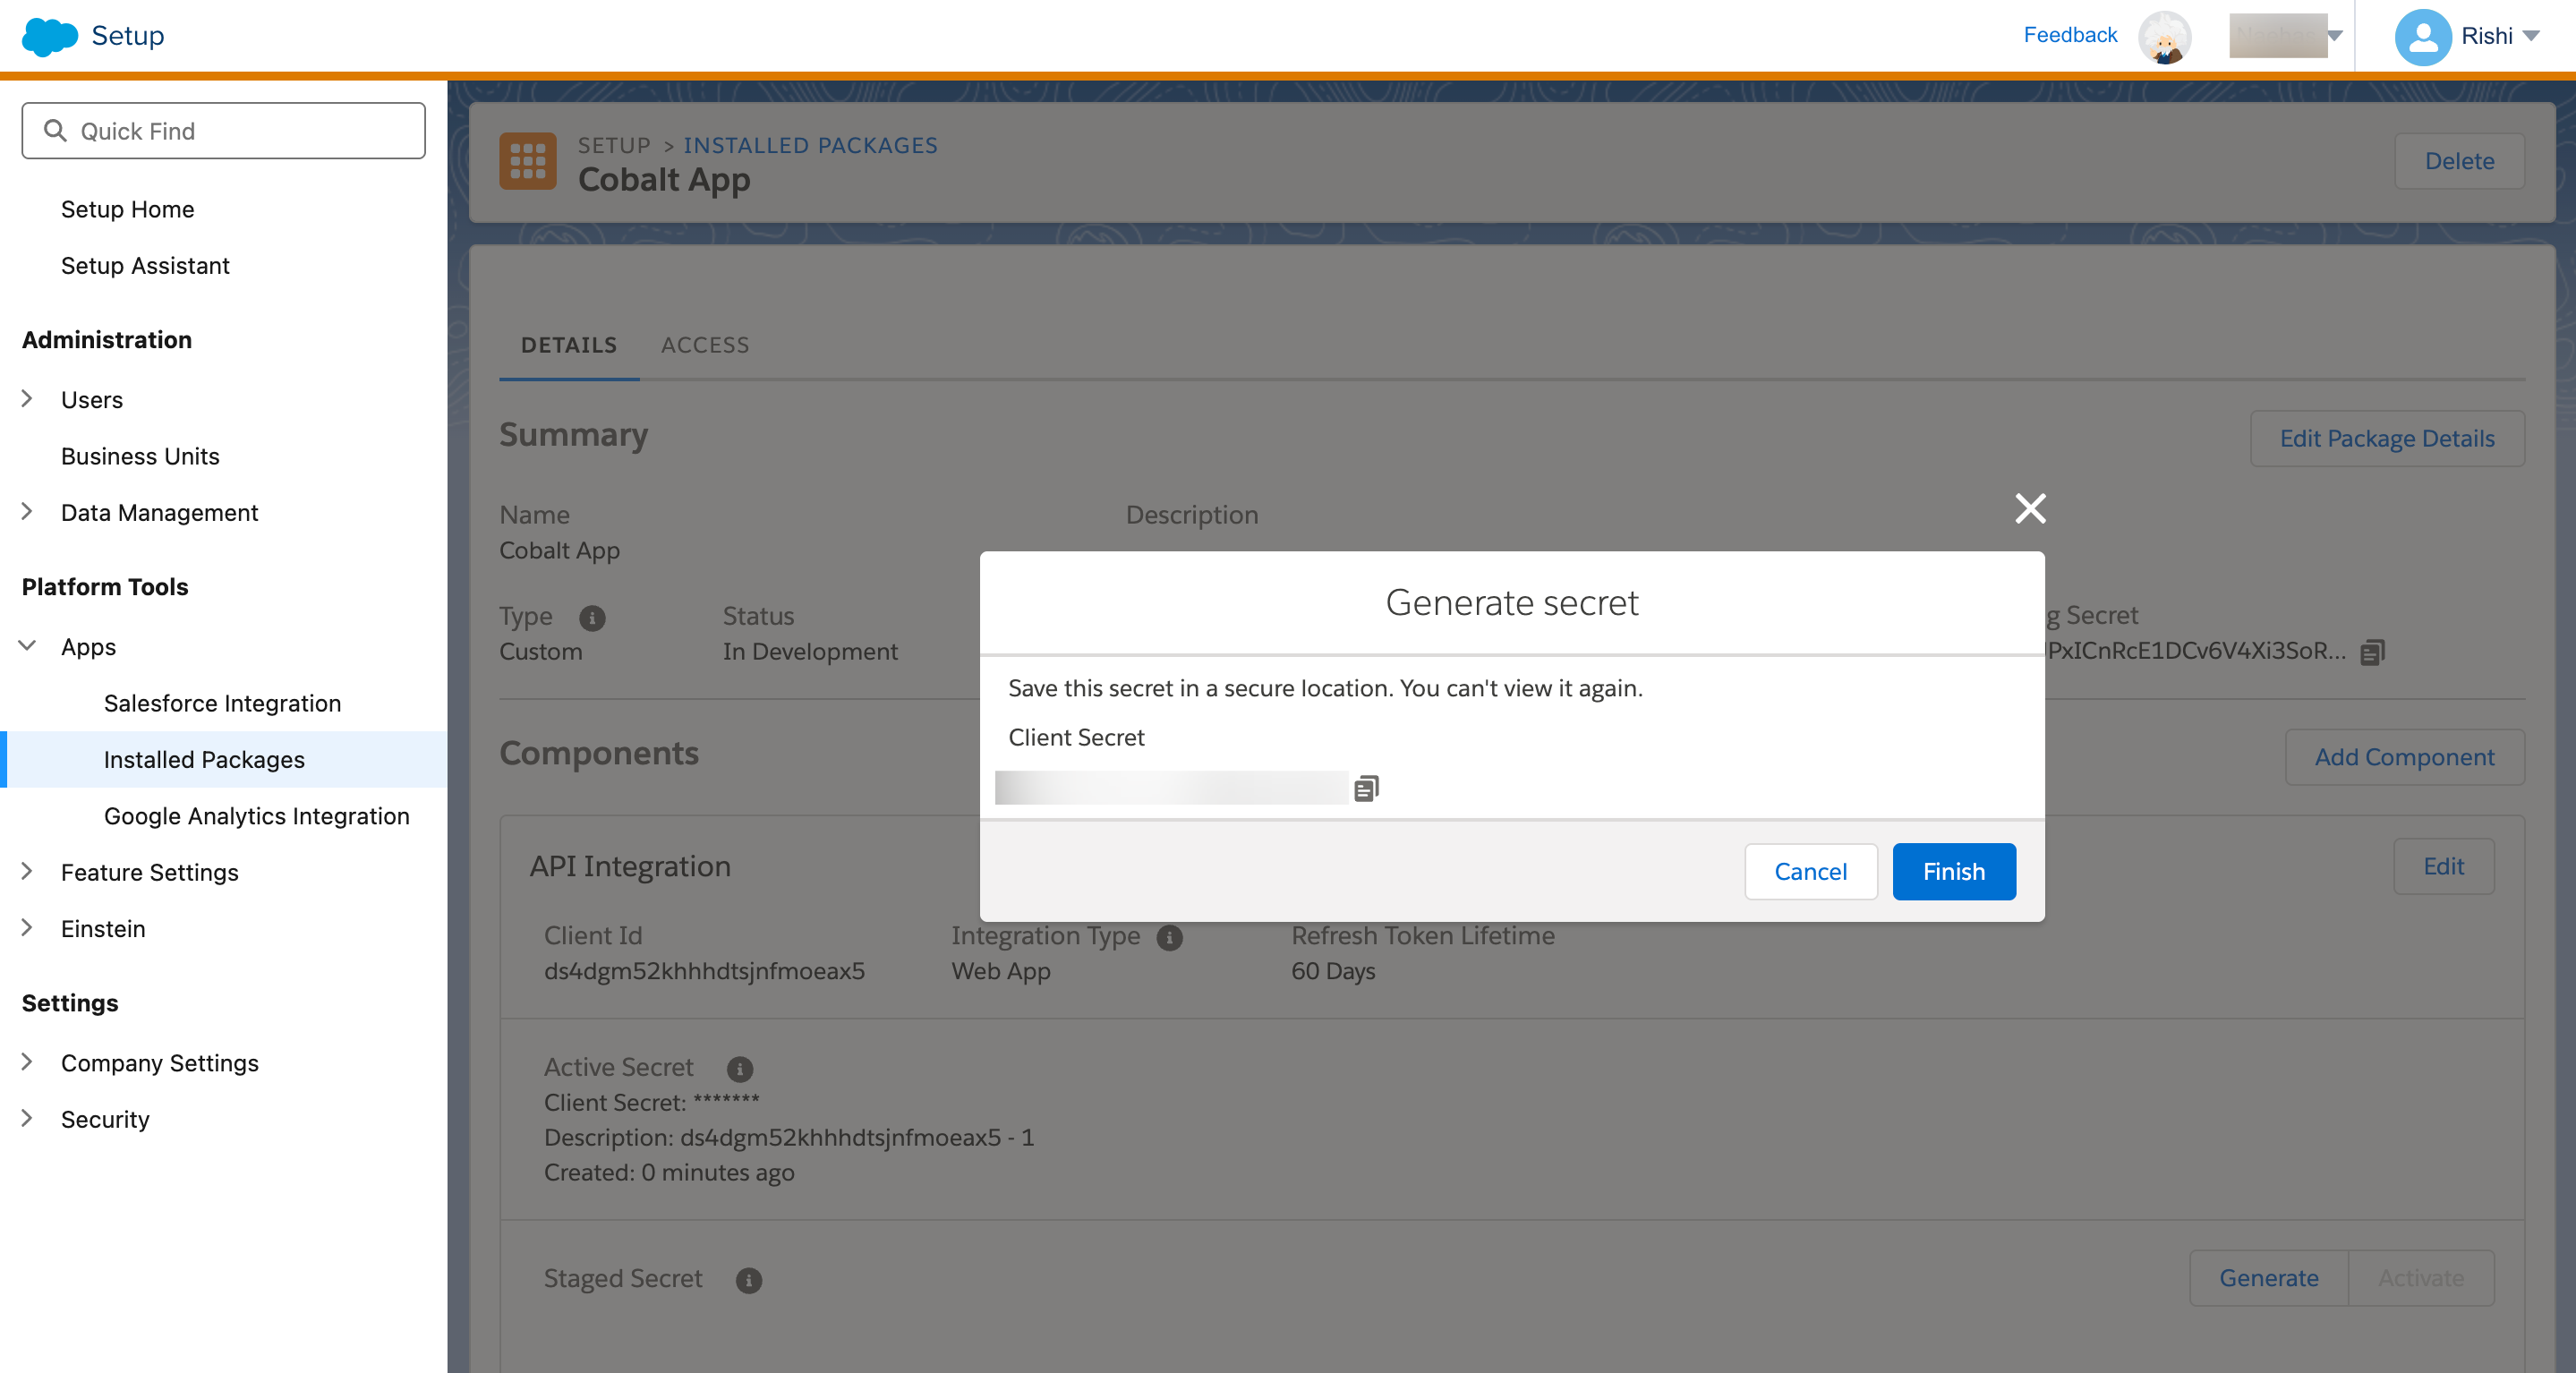 Setup
Feedback
Rishi
Quick Find
Setup Home
Setup Assistant
Administration
Users
Business Units
Data Management
Platform Tools
Apps
Salesforce Integration
Installed Packages
Google Analytics Integration
Feature Settings
Einstein
Settings
Company Settings
Security
SETUP > INSTALLED PACKAGES
Cobalt App
Delete
DETAILS ACCESS
Summary
Edit Package Details
Name
Cobalt App
Description
Type
Custom
Status
In Development
g Secret
PxICnRcE1DCv6V4Xi3SoR...
Components
Add Component
Generate secret
Save this secret in a secure location. You can't view it again.
Client Secret
Cancel
Finish
API Integration
Edit
Client Id
ds4dgm52khhhdtsjnfmoeax5
Integration Type
Web App
Refresh Token Lifetime
60 Days
Active Secret
Client Secret: *******
Description: ds4dgm52khhhdtsjnfmoeax5 - 1
Created: 0 minutes ago
Staged Secret
Generate
Activate